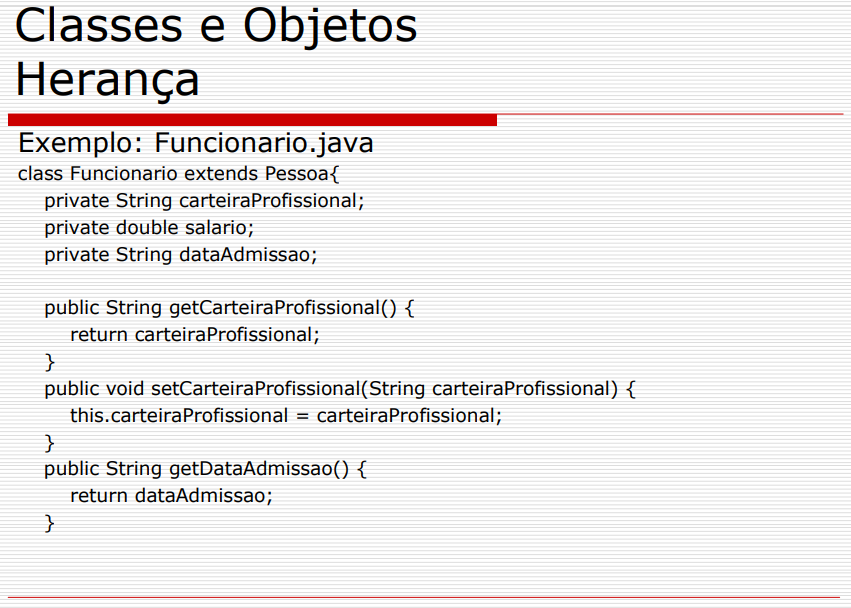 Classes e Objetos
Herança
Exemplo: Funcionario.java
class Funcionario extends Pessoa{
private String carteiraProfissional;
private double salario;
private String dataAdmissao;
public String getCarteiraProfissional() {
return carteiraProfissional;
}
public void setCarteiraProfissional(String carteiraProfissional) {
this.carteiraProfissional = carteiraProfissional;
}
public String getDataAdmissao() {
return dataAdmissao;
}